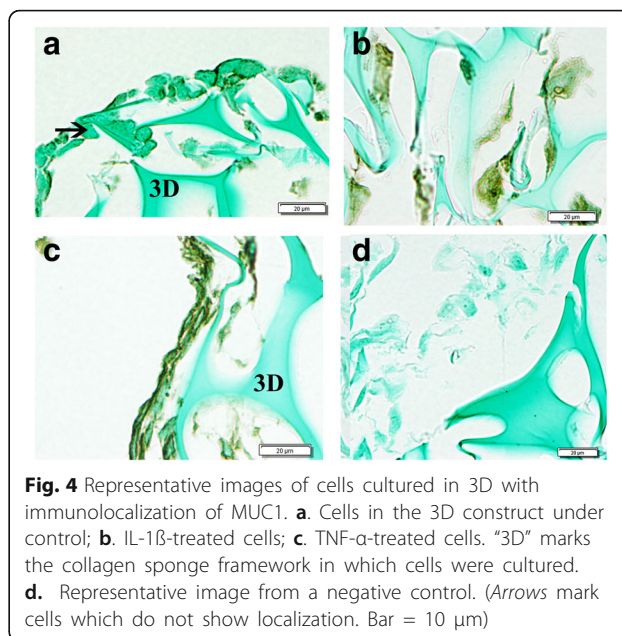 a
b
3D
20 µm
20 µm
c
d
3D
20 µm
20 µm
Fig. 4 Representative images of cells cultured in 3D with
immunolocalization of MUC1. a. Cells in the 3D construct under
control; b. IL-1ß-treated cells; c. TNF-α-treated cells. “3D” marks
the collagen sponge framework in which cells were cultured.
d. Representative image from a negative control. (Arrows mark
cells which do not show localization. Bar = 10 µm)